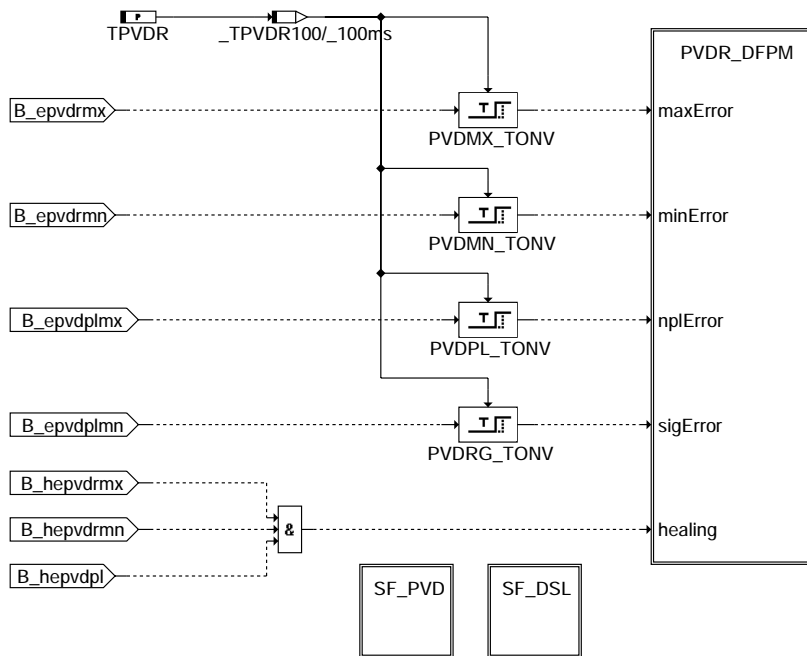 P
TPVDR
_TPVDR100/_100ms
PVDR_DFPM
B_epvdrmx
T
PVDMX_TONV
maxError
B_epvdrmn
T
PVDMN_TONV
minError
B_epvdplmx
T
PVDPL_TONV
nplError
B_epvdplmn
T
PVDRG_TONV
sigError
B_hepvdrmx
B_hepvdrmn
&
healing
B_hepvdpl
SF_PVD
SF_DSL